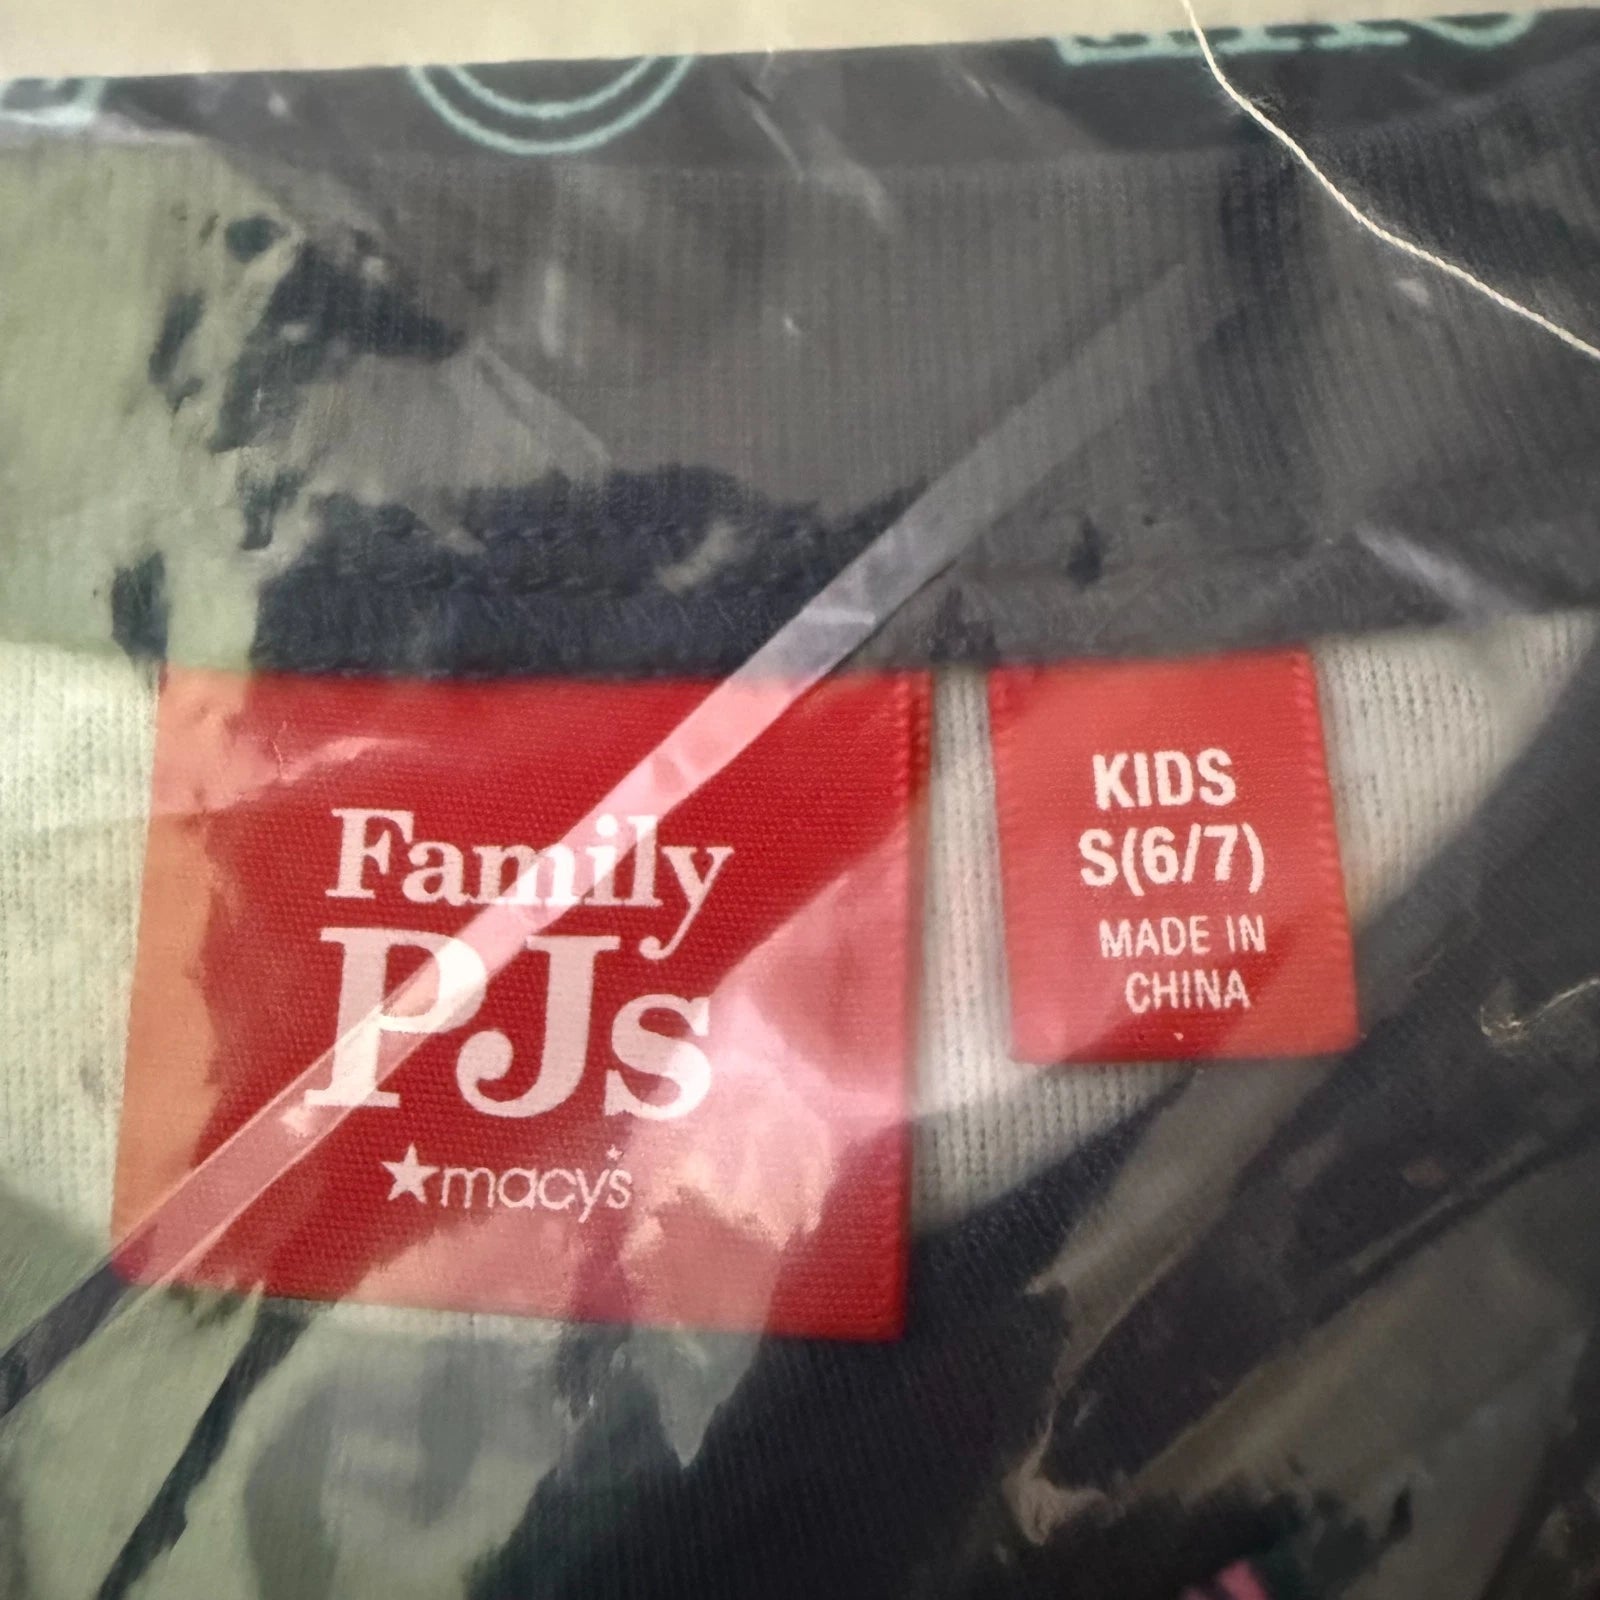 Family
PJs
★macy's
KIDS
S(6/7)
MADE IN
CHINA